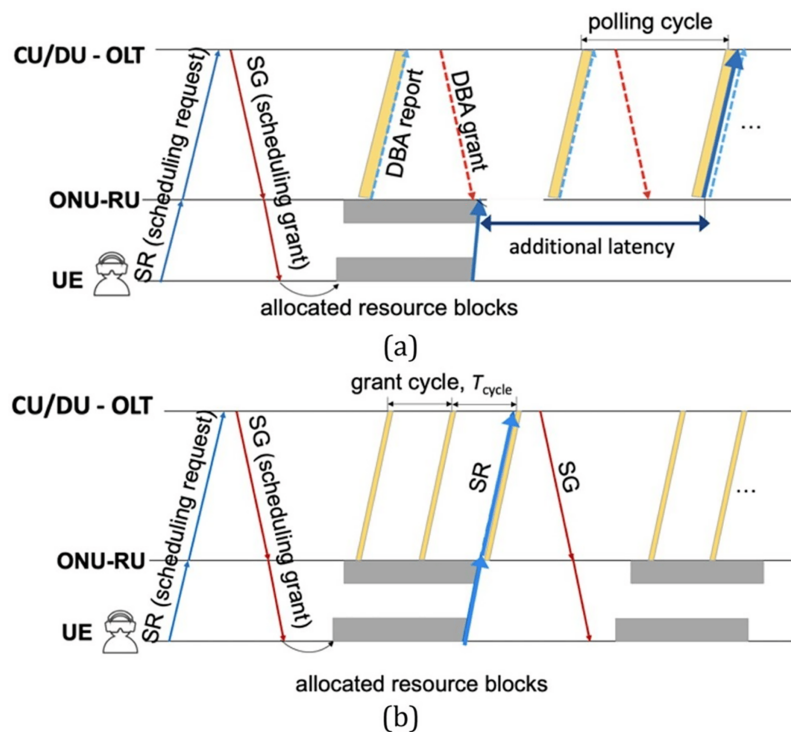 polling cycle
CU/DU - OLT
SR (scheduling request)
SG (scheduling grant)
DBA report
DBA grant
...
ONU-RU
additional latency
UE
allocated resource blocks
(a)
grant cycle, Tcycle
CU/DU - OLT
SR (scheduling request)
SG (scheduling grant)
SR
SG
...
ONU-RU
UE
allocated resource blocks
(b)